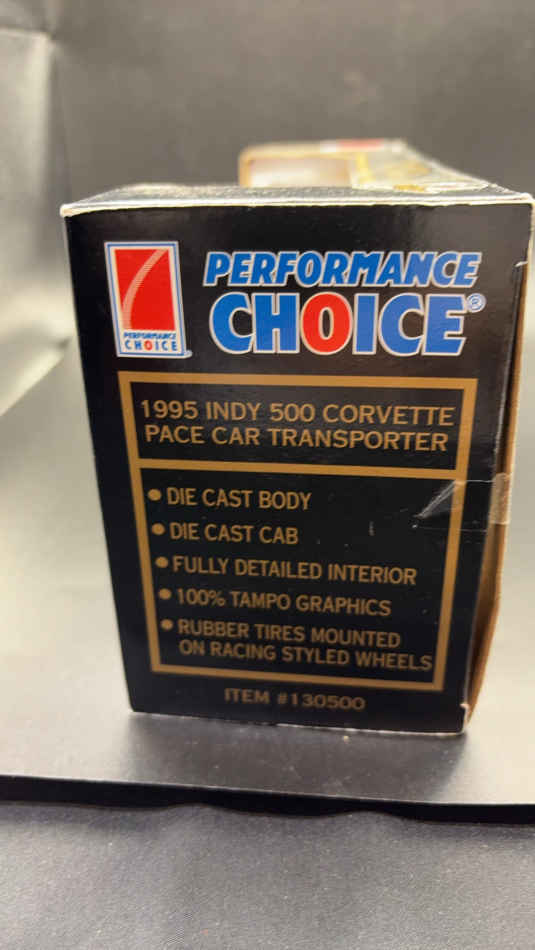 PERFORMANCE
CHOICE
PERFORMANCE
CHOICE®
1995 INDY 500 CORVETTE
PACE CAR TRANSPORTER
• DIE CAST BODY
• DIE CAST CAB
• FULLY DETAILED INTERIOR
• 100% TAMPO GRAPHICS
• RUBBER TIRES MOUNTED
ON RACING STYLED WHEELS
ITEM #130500